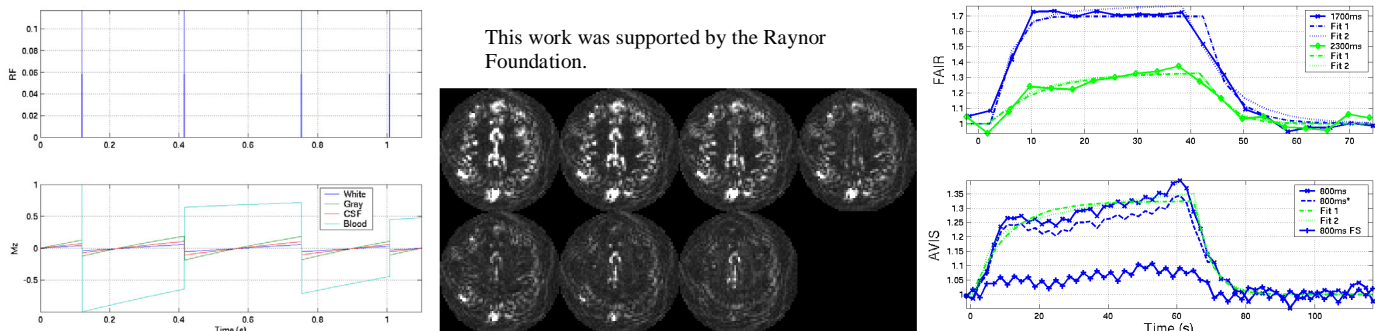 0.1
0.08
0.06
0.04
0.02
0
RF
0 0.2 0.4 0.6 0.8 1
1
0.5
0
-0.5
Mz
White
Gray
CSF
Blood
0 0.2 0.4 0.6 0.8 1
Time (s)
This work was supported by the Raynor
Foundation.
1.7
1.6
1.5
1.4
1.3
1.2
1.1
1
FAIR
1700ms
Fit 1
Fit 2
2300ms
Fit 1
Fit 2
0 10 20 30 40 50 60 70
1.35
1.3
1.25
1.2
1.15
1.1
1.05
1
AVIS
800ms
800ms*
Fit 1
Fit 2
800ms FS
0 20 40 60 80 100
Time (s)